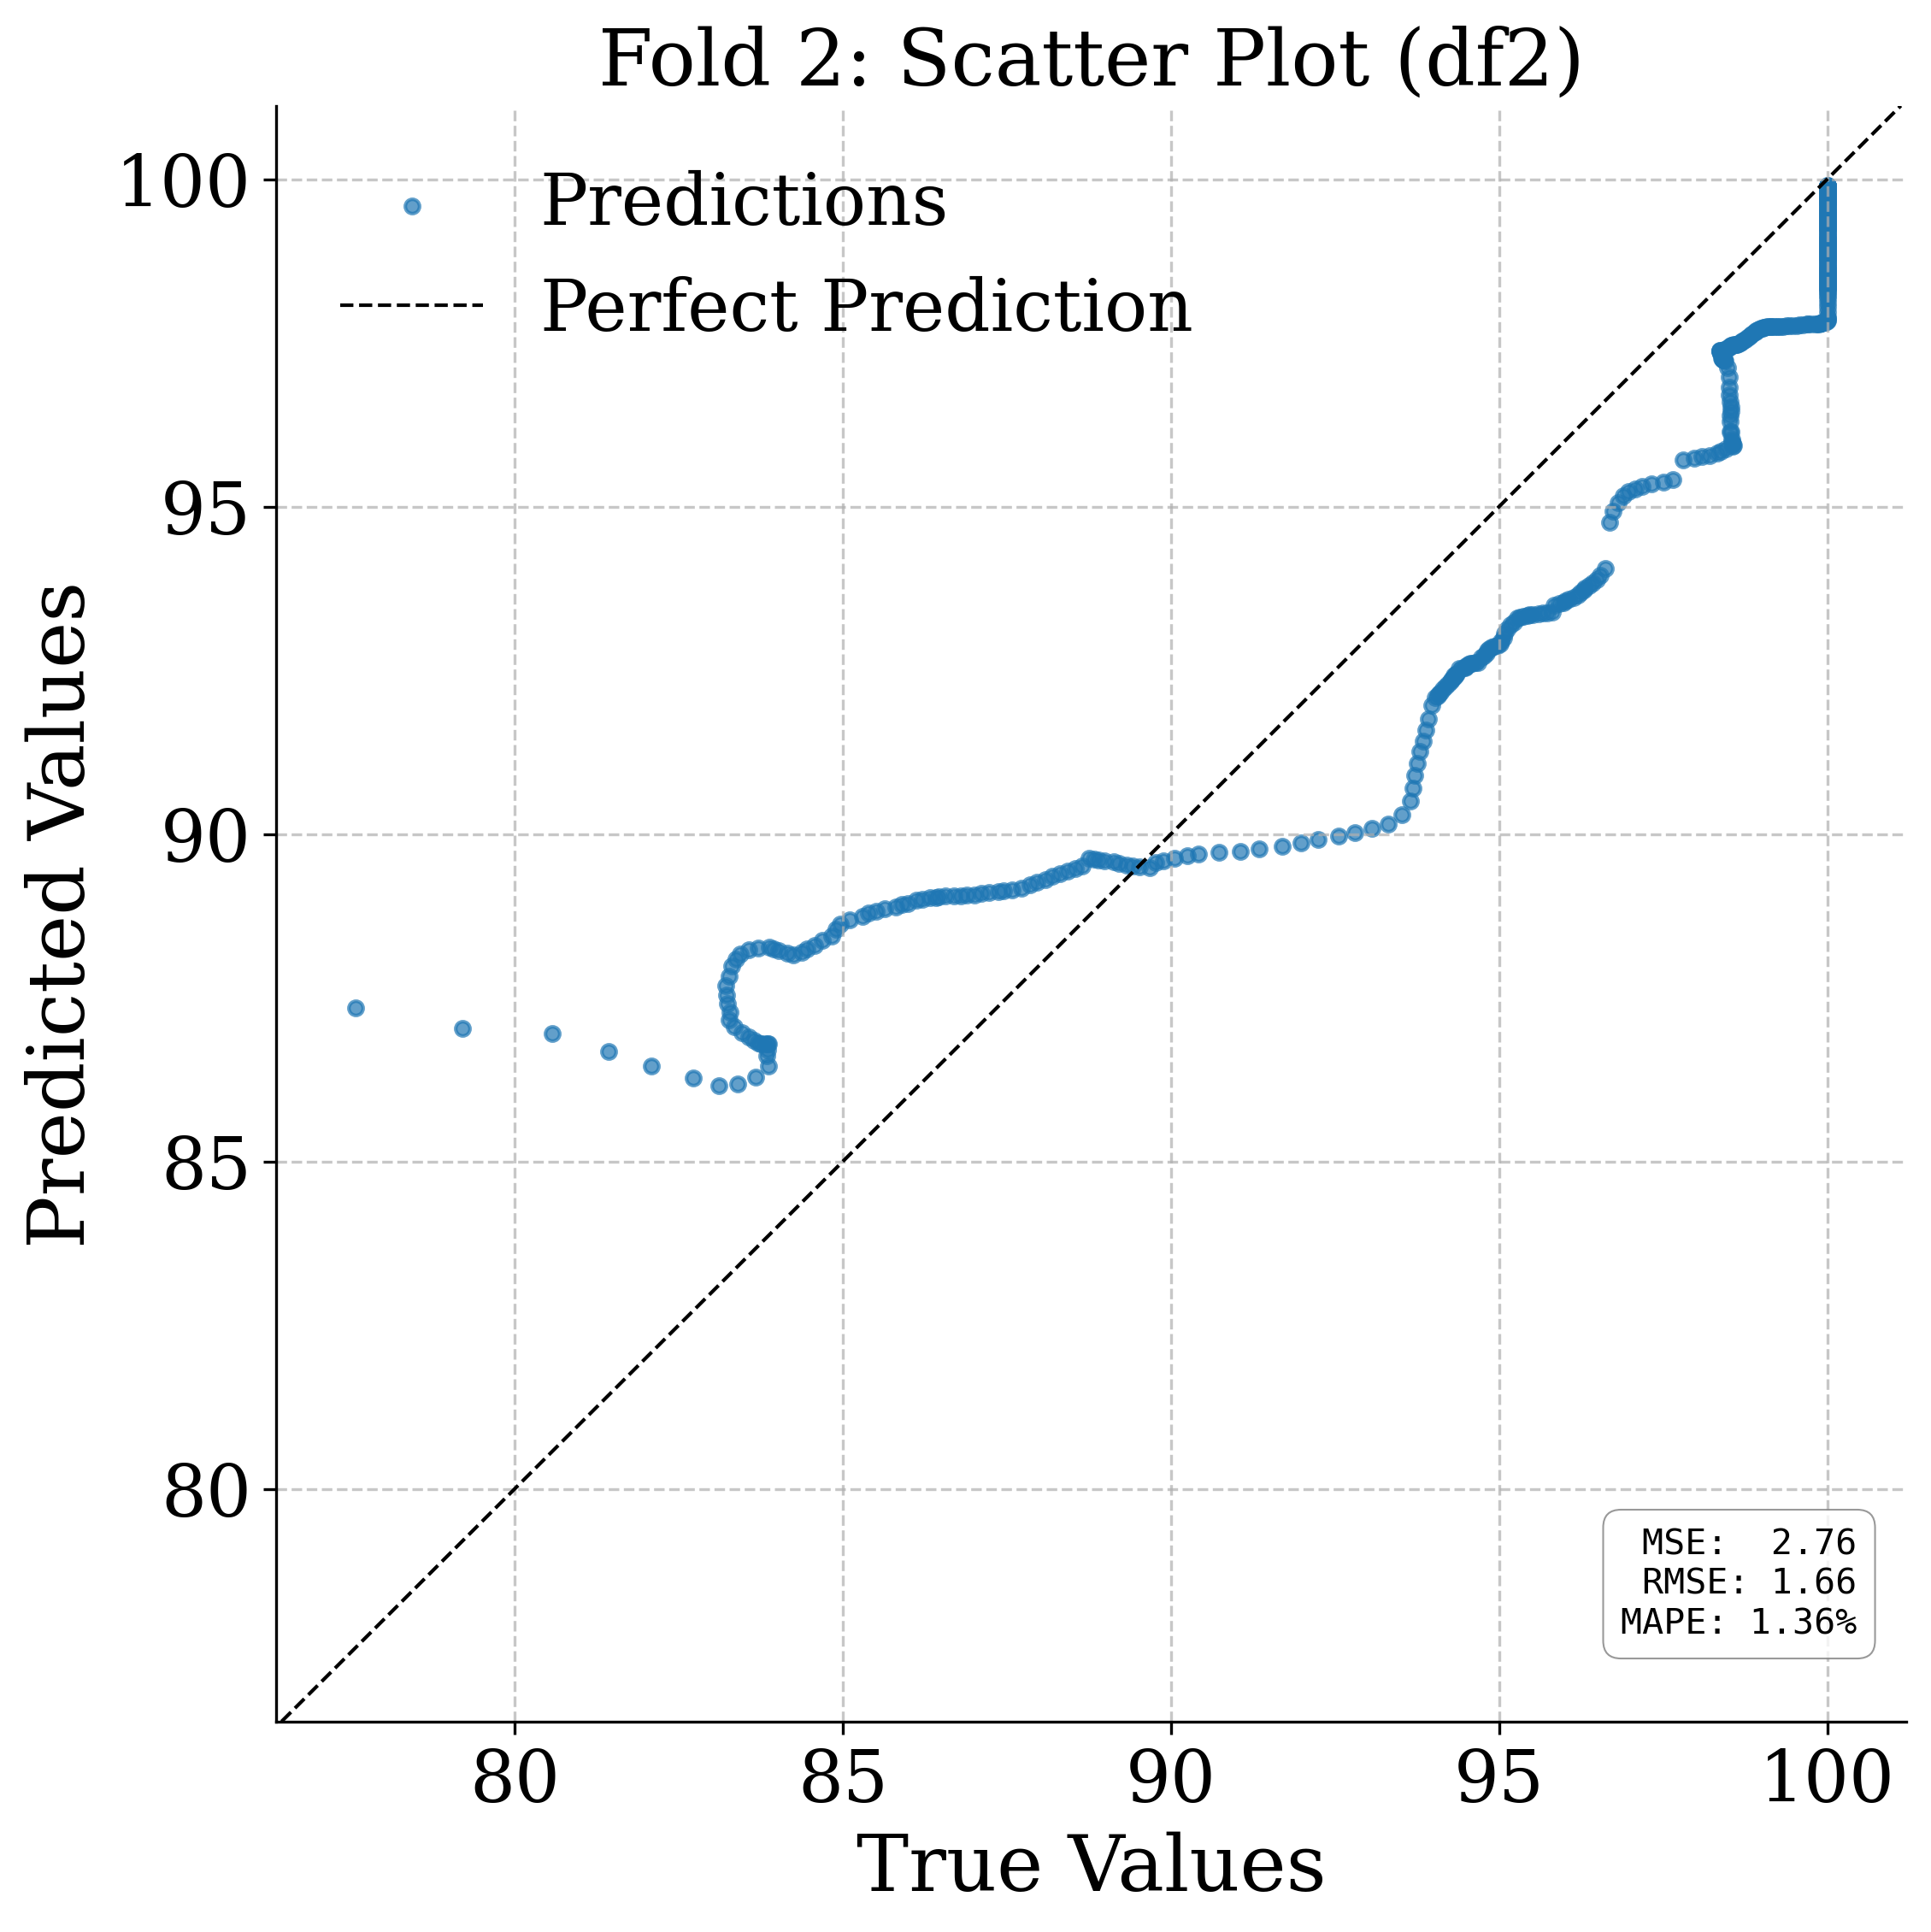 Fold 2: Scatter Plot (df2)
Predictions
Perfect Prediction
100
95
90
85
80
Predicted Values
MSE:  2.76
RMSE: 1.66
MAPE: 1.36%
80 85 90 95 100
True Values